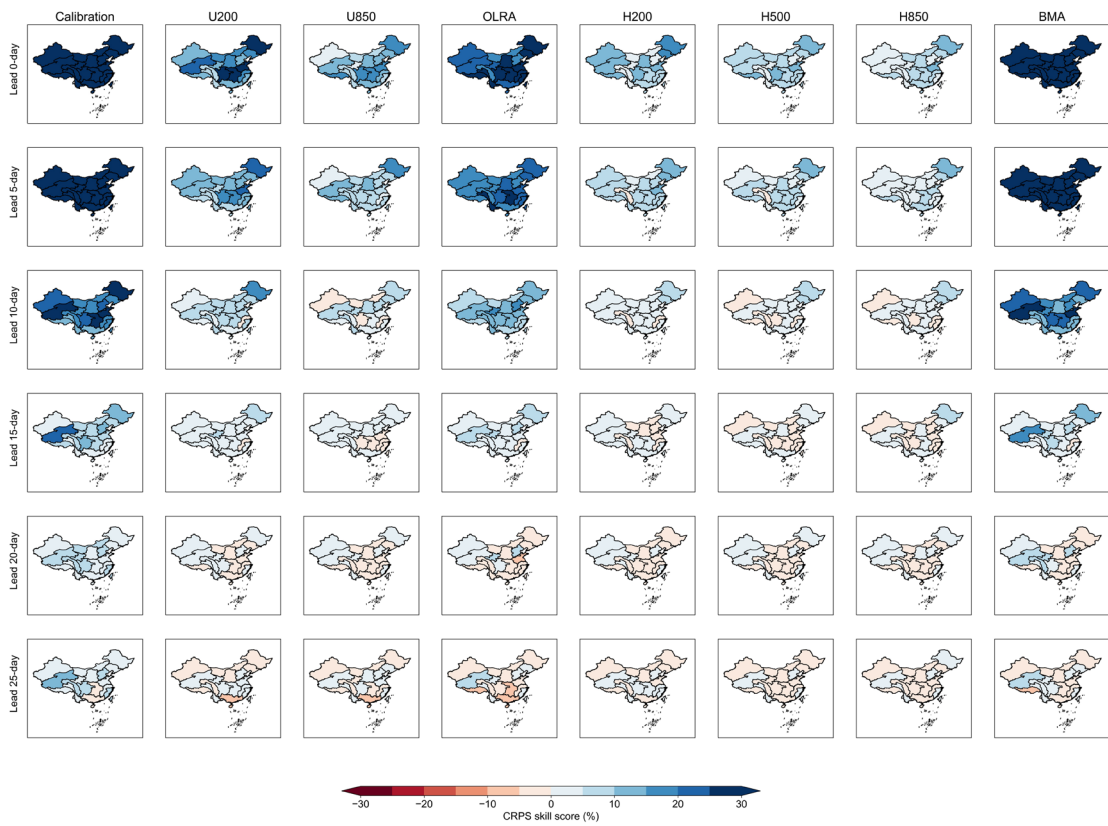 Calibration U200 U850 OLRA H200 H500 H850 BMA
Lead 0-day
Lead 5-day
Lead 10-day
Lead 15-day
Lead 20-day
Lead 25-day
−30 −20 −10 0 10 20 30
CRPS skill score (%)